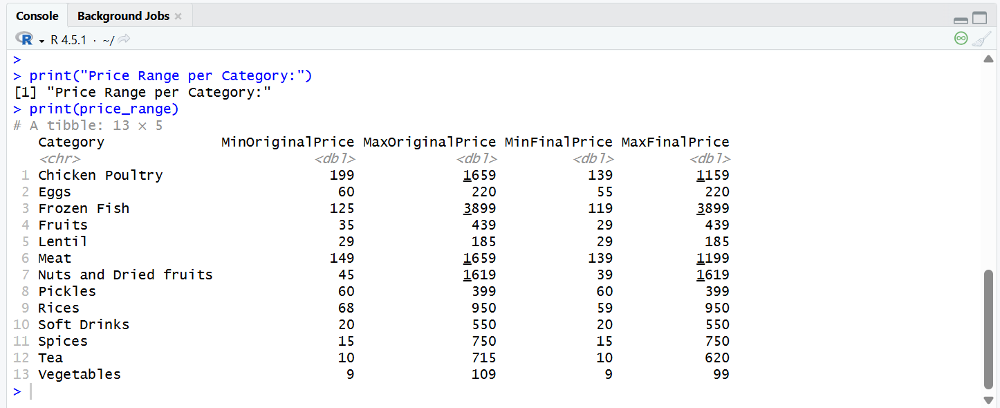 Console Background Jobs ×
R R 4.5.1 · ~/
>
> print("Price Range per Category:")
[1] "Price Range per Category:"
> print(price_range)
# A tibble: 13 × 5
Category MinOriginalPrice MaxOriginalPrice MinFinalPrice MaxFinalPrice
<chr> <dbl> <dbl> <dbl> <dbl>
1 Chicken Poultry 199 1659 139 1159
2 Eggs 60 220 55 220
3 Frozen Fish 125 3899 119 3899
4 Fruits 35 439 29 439
5 Lentil 29 185 29 185
6 Meat 149 1659 139 1199
7 Nuts and Dried fruits 45 1619 39 1619
8 Pickles 60 399 60 399
9 Rices 68 950 59 950
10 Soft Drinks 20 550 20 550
11 Spices 15 750 15 750
12 Tea 10 715 10 620
13 Vegetables 9 109 9 99
>